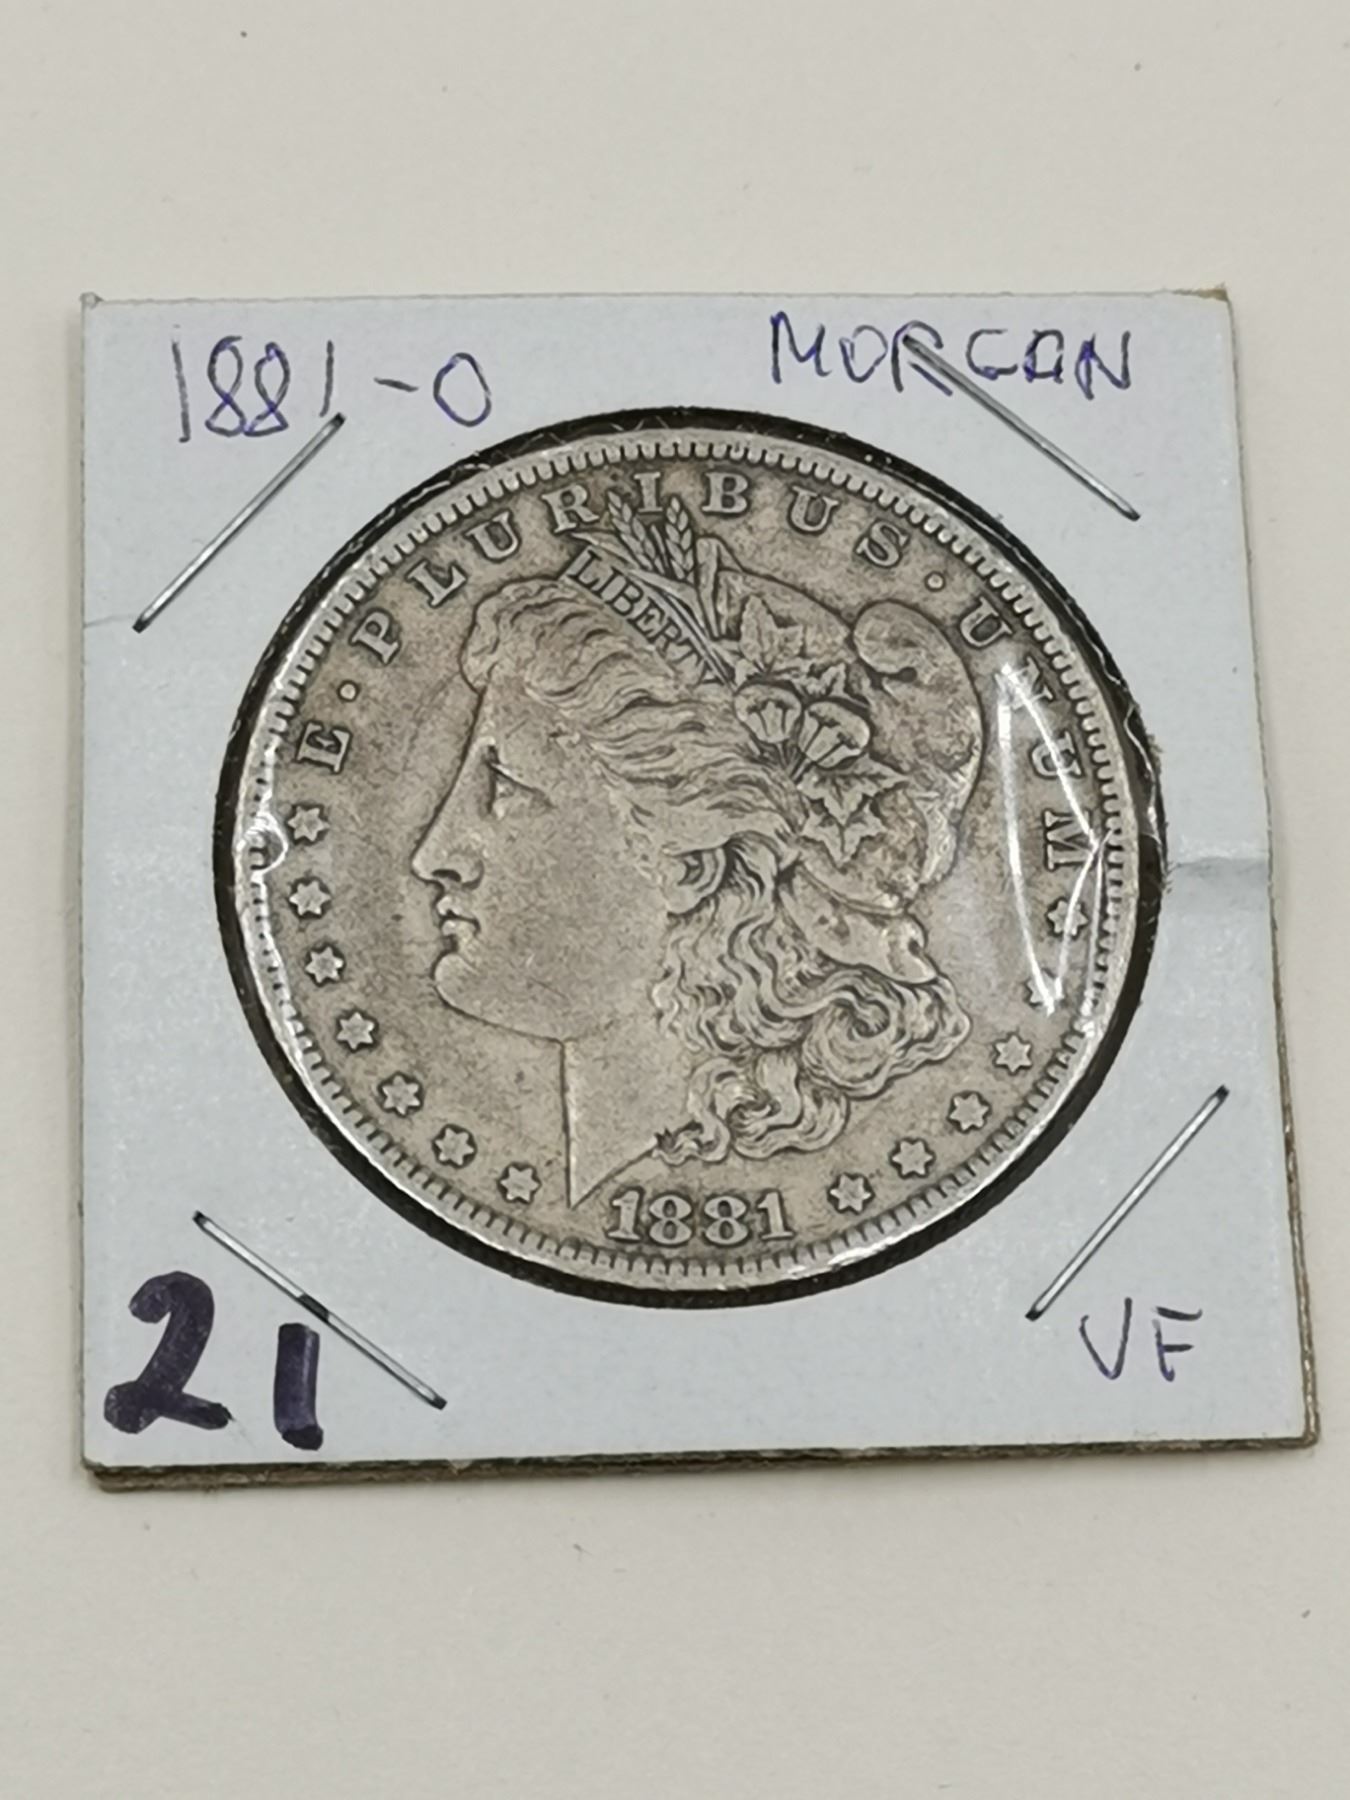 1881-O MORGAN
E·PLURIBUS·UNUM
LIBERTY
1881
21 VF